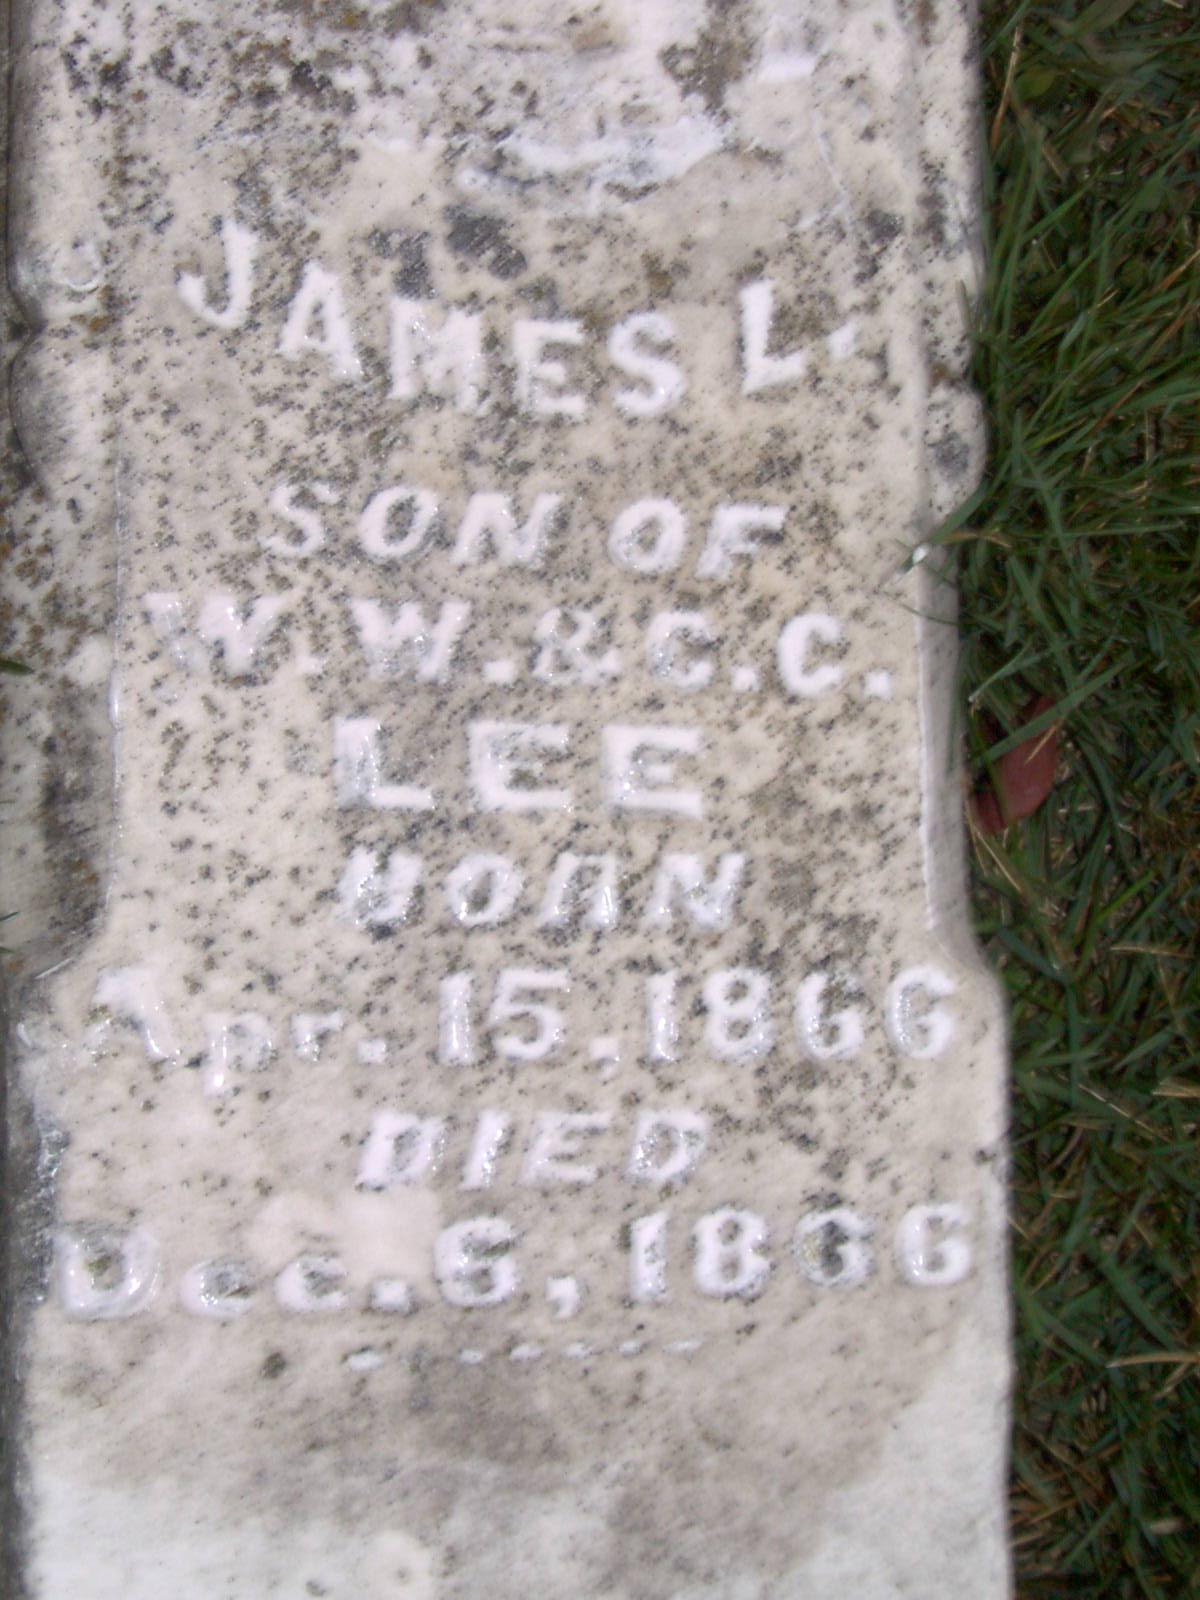 JAMES L.
SON OF
W. W. & C. C.
LEE
BORN
Apr. 15, 1866
DIED
Dec. 6, 1866